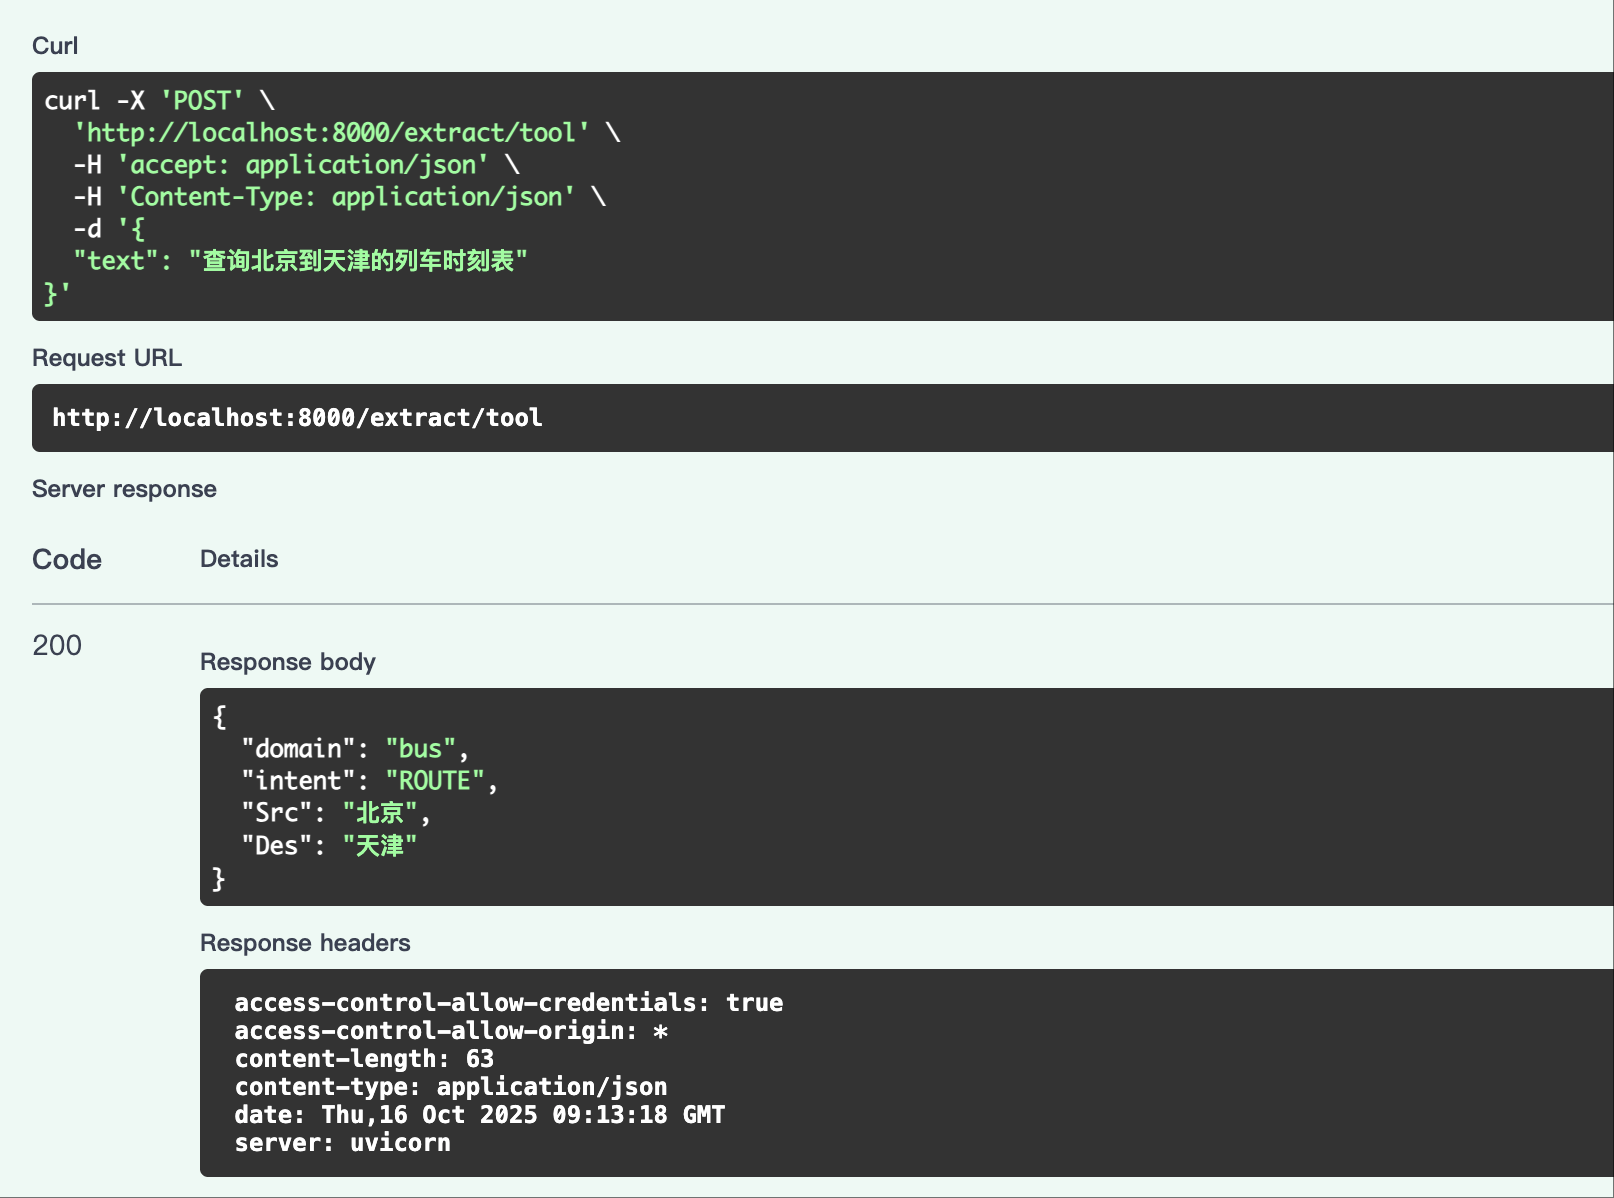 Curl
curl -X 'POST' \
'http://localhost:8000/extract/tool' \
-H 'accept: application/json' \
-H 'Content-Type: application/json' \
-d '{
"text": "查询北京到天津的列车时刻表"
}'
Request URL
http://localhost:8000/extract/tool
Server response
Code Details
200
Response body
{
"domain": "bus",
"intent": "ROUTE",
"Src": "北京",
"Des": "天津"
}
Response headers
access-control-allow-credentials: true
access-control-allow-origin: *
content-length: 63
content-type: application/json
date: Thu,16 Oct 2025 09:13:18 GMT
server: uvicorn